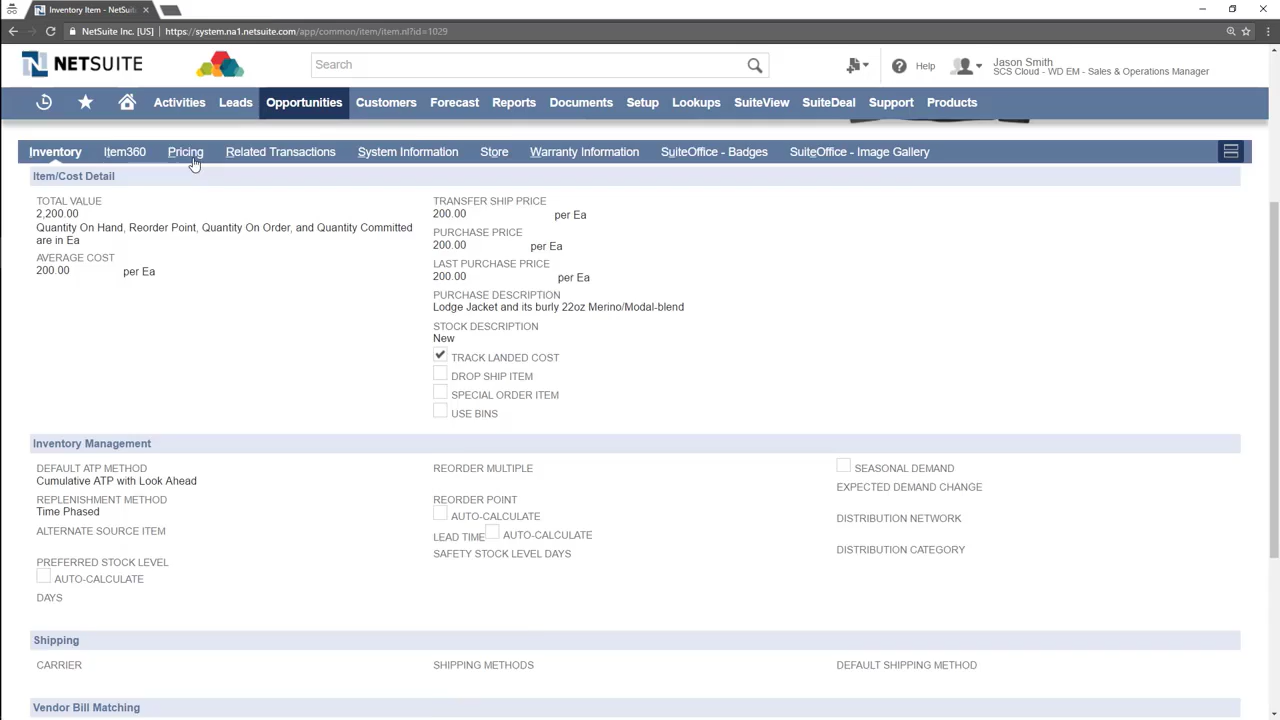 Inventory Item - NetSuite
NetSuite Inc. [US] https://system.na1.netsuite.com/app/common/item/item.nl?id=1029
NETSUITE
Search
Help
Jason Smith
SCS Cloud - WD EM - Sales & Operations Manager
Activities Leads Opportunities Customers Forecast Reports Documents Setup Lookups SuiteView SuiteDeal Support Products
Inventory Item360 Pricing Related Transactions System Information Store Warranty Information SuiteOffice - Badges SuiteOffice - Image Gallery
Item/Cost Detail
TOTAL VALUE
2,200.00
Quantity On Hand, Reorder Point, Quantity On Order, and Quantity Committed
are in Ea
AVERAGE COST
200.00 per Ea
TRANSFER SHIP PRICE
200.00 per Ea
PURCHASE PRICE
200.00 per Ea
LAST PURCHASE PRICE
200.00 per Ea
PURCHASE DESCRIPTION
Lodge Jacket and its burly 22oz Merino/Modal-blend
STOCK DESCRIPTION
New
TRACK LANDED COST
DROP SHIP ITEM
SPECIAL ORDER ITEM
USE BINS
Inventory Management
DEFAULT ATP METHOD
Cumulative ATP with Look Ahead
REPLENISHMENT METHOD
Time Phased
ALTERNATE SOURCE ITEM
PREFERRED STOCK LEVEL
AUTO-CALCULATE
DAYS
REORDER MULTIPLE
REORDER POINT
AUTO-CALCULATE
LEAD TIME AUTO-CALCULATE
SAFETY STOCK LEVEL DAYS
SEASONAL DEMAND
EXPECTED DEMAND CHANGE
DISTRIBUTION NETWORK
DISTRIBUTION CATEGORY
Shipping
CARRIER
SHIPPING METHODS
DEFAULT SHIPPING METHOD
Vendor Bill Matching